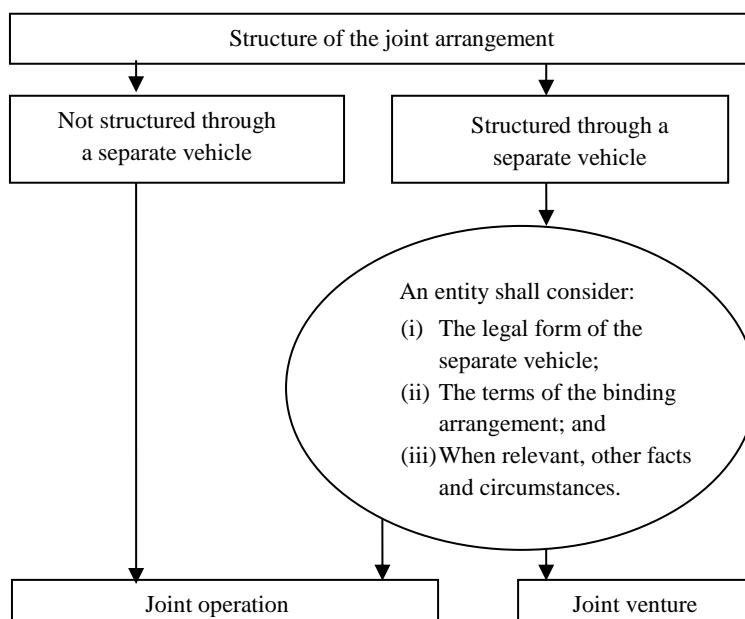 Structure of the joint arrangement
Not structured through
a separate vehicle
Structured through a
separate vehicle
An entity shall consider:
(i) The legal form of the
separate vehicle;
(ii) The terms of the binding
arrangement; and
(iii) When relevant, other facts
and circumstances.
Joint operation
Joint venture